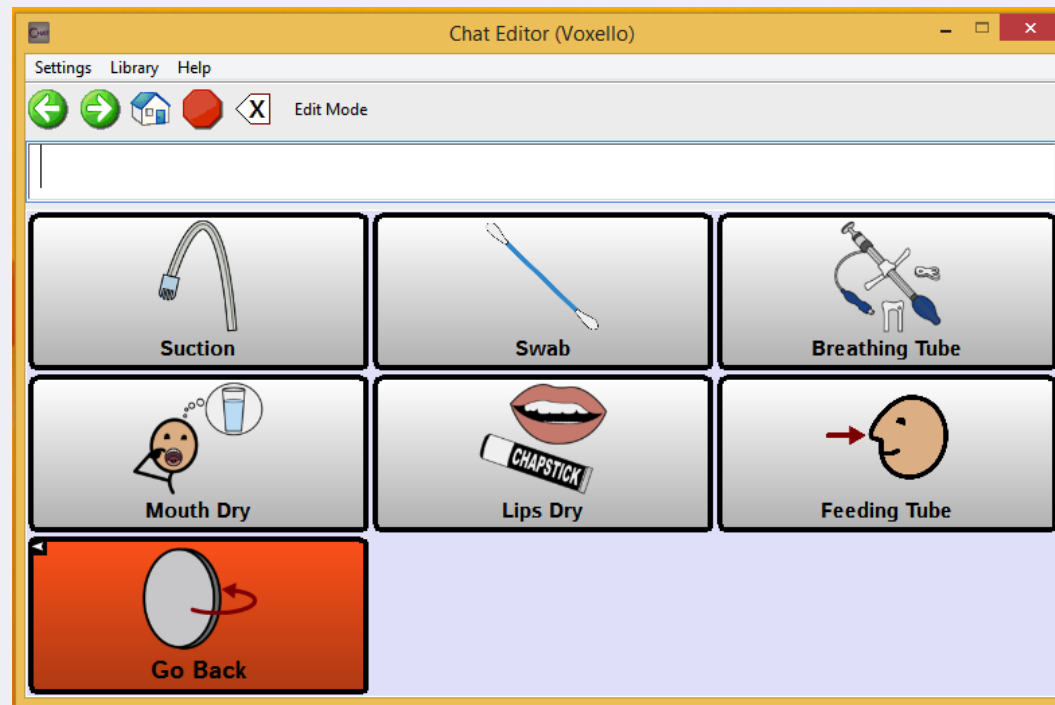 Chat Editor (Voxello)
Settings Library Help
X Edit Mode
Suction Swab Breathing Tube
CHAPSTICK
Mouth Dry Lips Dry Feeding Tube
Go Back